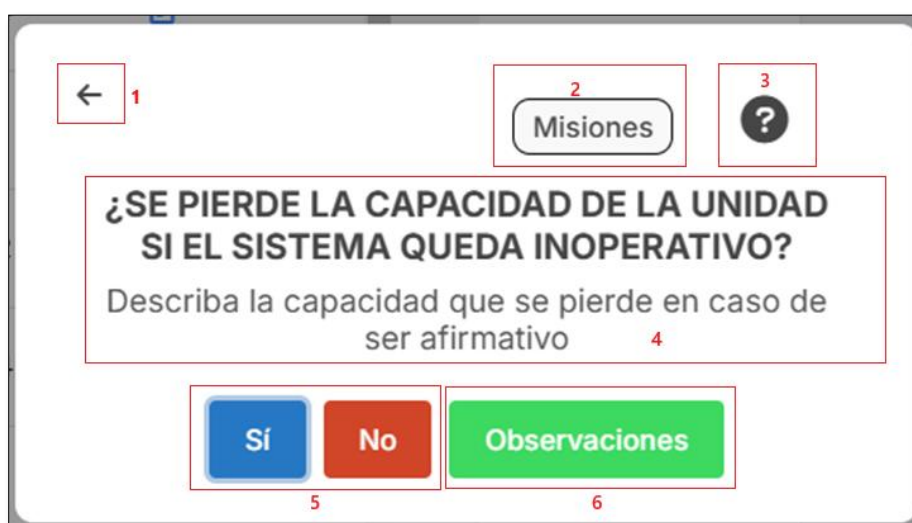 1
2
Misiones
3
?
¿SE PIERDE LA CAPACIDAD DE LA UNIDAD
SI EL SISTEMA QUEDA INOPERATIVO?
Describa la capacidad que se pierde en caso de
ser afirmativo 4
Sí No Observaciones
5 6